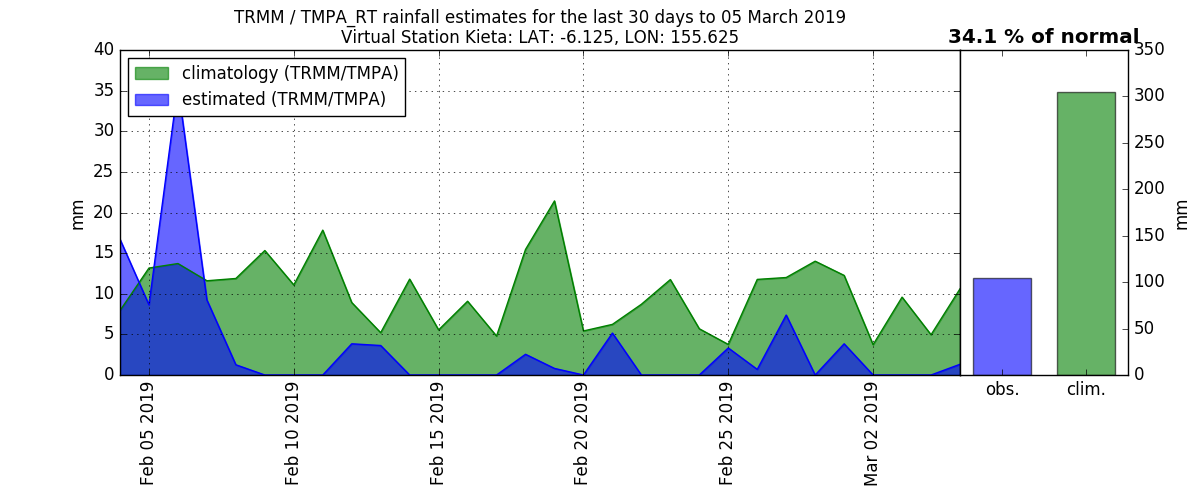 TRMM / TMPA_RT rainfall estimates for the last 30 days to 05 March 2019
Virtual Station Kieta: LAT: -6.125, LON: 155.625
34.1 % of normal
climatology (TRMM/TMPA)
estimated (TRMM/TMPA)
mm
40
35
30
25
20
15
10
5
0
Feb 05 2019
Feb 10 2019
Feb 15 2019
Feb 20 2019
Feb 25 2019
Mar 02 2019
350
300
250
200
150
100
50
0
mm
obs.
clim.